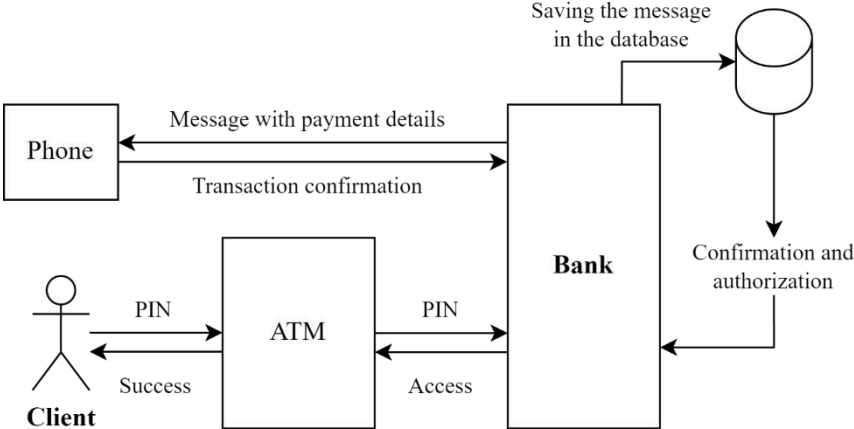 Saving the message
in the database
Message with payment details
Phone
Transaction confirmation
Confirmation and
authorization
Bank
PIN
ATM
PIN
Success
Access
Client